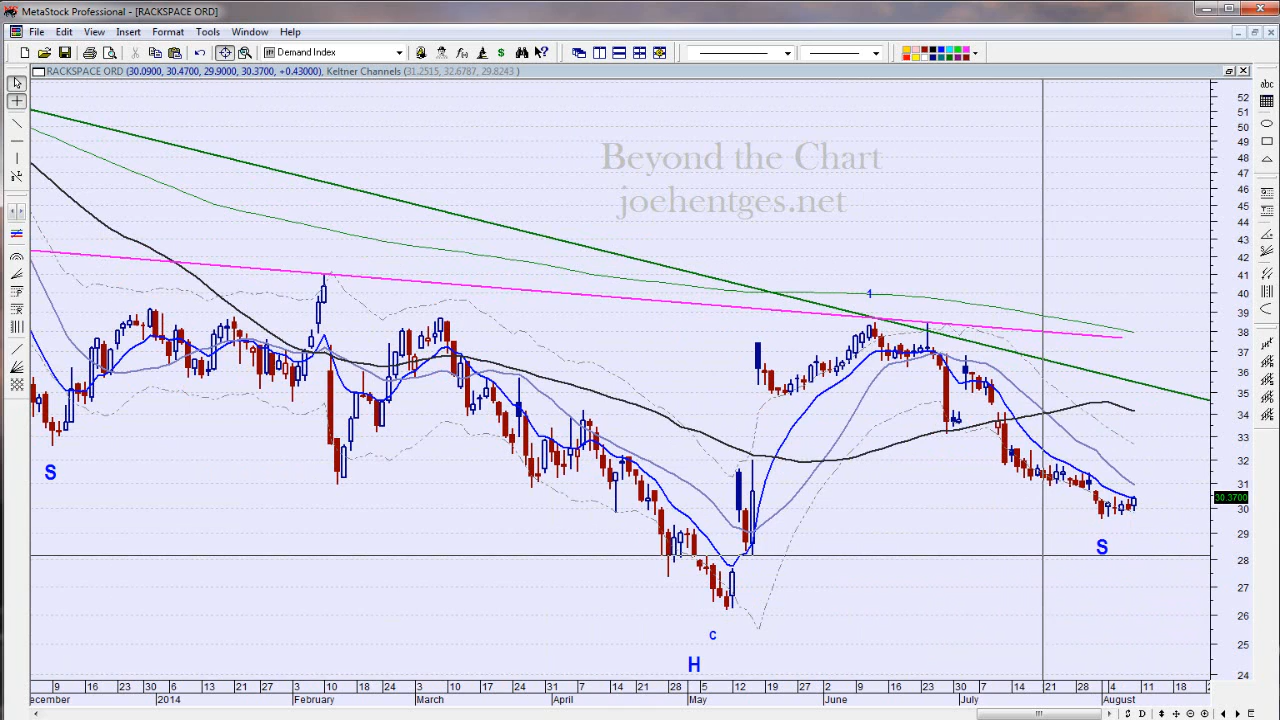 MetaStock Professional - [RACKSPACE ORD]
File Edit View Insert Format Tools Window Help
Demand Index
RACKSPACE ORD (30.0900, 30.4700, 29.9000, 30.3700, +0.43000), Keltner Channels (31.2515, 32.6787, 29.8243 )
abc
Beyond the Chart
joehentges.net
52
51
50
49
48
47
46
45
44
43
42
41
40
39
38
37
36
35
34
33
32
31
30.3700
30
29
28
27
26
25
24
1
S
S
c
H
9 16 23 30 6 13 21 27 3 10 18 24 3 10 17 24 31 7 14 21 28 5 12 19 27 2 9 16 23 30 7 14 21 28 4 11 18
ecember 2014 February March April May June July August
D